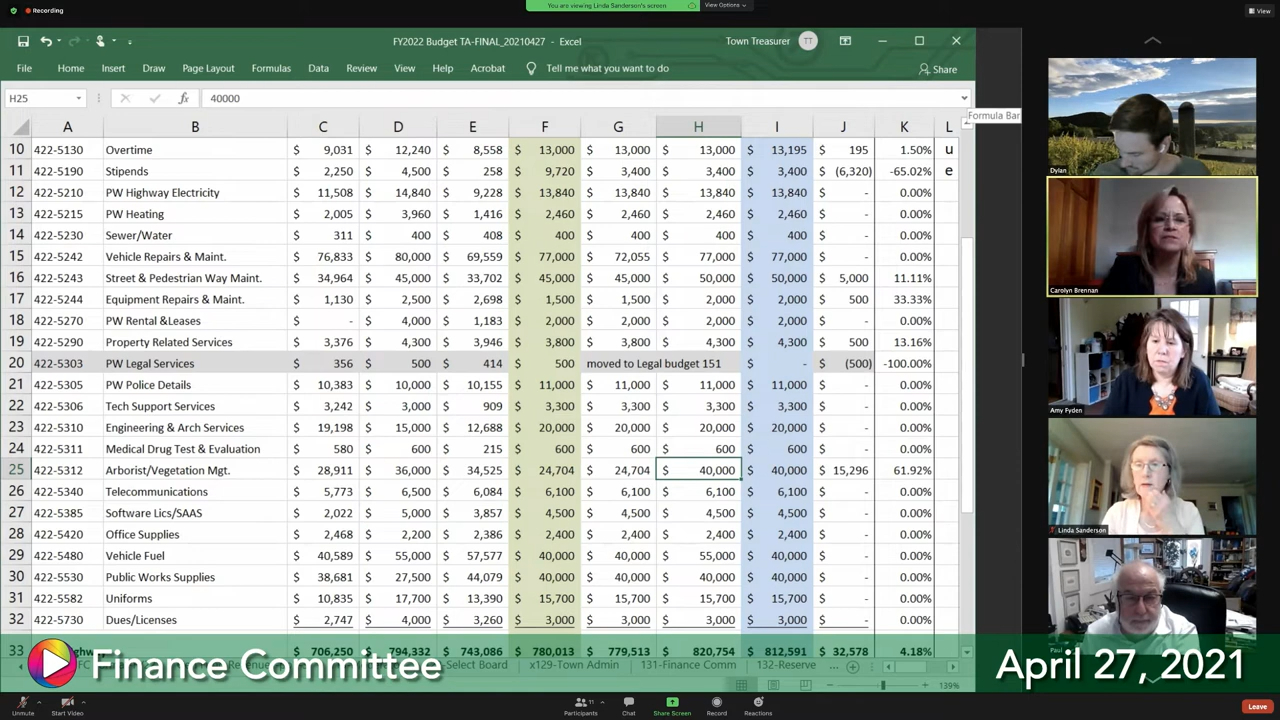 Recording
You are viewing Linda Sanderson's screen
View Options
View
FY2022 Budget TA-FINAL_20210427 - Excel
Town Treasurer
TT
File Home Insert Draw Page Layout Formulas Data Review View Help Acrobat Tell me what you want to do Share
H25 fx 40000
Formula Bar
A B C D E F G H I J K L
10 422-5130 Overtime $ 9,031 12,240 $ 8,558 $ 13,000 $ 13,000 $ 13,000 $ 13,195 $ 195 1.50% u
11 422-5190 Stipends $ 2,250 $ 4,500 $ 258 $ 9,720 $ 3,400 $ 3,400 $ 3,400 $ (6,320) -65.02% e
12 422-5210 PW Highway Electricity $ 11,508 $ 14,840 $ 9,228 $ 13,840 $ 13,840 $ 13,840 $ 13,840 $ - 0.00%
13 422-5215 PW Heating $ 2,005 $ 3,960 $ 1,416 $ 2,460 $ 2,460 $ 2,460 $ 2,460 $ - 0.00%
14 422-5230 Sewer/Water $ 311 $ 400 $ 408 $ 400 $ 400 $ 400 $ 400 $ - 0.00%
15 422-5242 Vehicle Repairs & Maint. $ 76,833 $ 80,000 $ 69,559 $ 77,000 $ 72,055 $ 77,000 $ 77,000 $ - 0.00%
16 422-5243 Street & Pedestrian Way Maint. $ 34,964 $ 45,000 $ 33,702 $ 45,000 $ 45,000 $ 50,000 $ 50,000 $ 5,000 11.11%
17 422-5244 Equipment Repairs & Maint. $ 1,130 $ 2,500 $ 2,698 $ 1,500 $ 1,500 $ 2,000 $ 2,000 $ 500 33.33%
18 422-5270 PW Rental &Leases $ 4,000 $ 1,183 $ 2,000 $ 2,000 $ 2,000 $ 2,000 $ - 0.00%
19 422-5290 Property Related Services $ 3,376 $ 4,300 $ 3,946 $ 3,800 $ 4,300 $ 4,300 $ 4,300 $ 500 13.16%
20 422-5303 PW Legal Services $ 356 $ 500 $ 414 $ 500 moved to Legal budget 151 $ - $ (500) -100.00%
21 422-5305 PW Police Details $ 10,383 $ 10,000 $ 10,155 $ 11,000 $ 11,000 $ 11,000 $ 11,000 $ - 0.00%
22 422-5306 Tech Support Services $ 3,242 $ 3,000 $ 909 $ 3,300 $ 3,300 $ 3,300 $ 3,300 $ - 0.00%
23 422-5310 Engineering & Arch Services $ 19,198 $ 15,000 $ 12,688 $ 20,000 $ 20,000 $ 20,000 $ 20,000 $ - 0.00%
24 422-5311 Medical Drug Test & Evaluation $ 580 $ 600 $ 215 $ 600 $ 600 $ 600 $ 600 $ - 0.00%
25 422-5312 Arborist/Vegetation Mgt. $ 28,911 $ 36,000 $ 34,525 $ 24,704 $ 24,704 $ 40,000 $ 40,000 $ 15,296 61.92%
26 422-5340 Telecommunications $ 5,773 $ 6,500 $ 6,084 $ 6,100 $ 6,100 $ 6,100 $ 6,100 $ - 0.00%
27 422-5385 Software Lics/SAAS $ 2,022 $ 5,000 $ 3,857 $ 4,500 $ 4,500 $ 4,500 $ 4,500 $ - 0.00%
28 422-5420 Office Supplies $ 2,468 $ 2,200 $ 2,386 $ 2,400 $ 2,400 $ 2,400 $ 2,400 $ - 0.00%
29 422-5480 Vehicle Fuel $ 40,589 $ 55,000 $ 32,467 $ 40,000 $ 40,000 $ 55,000 $ 40,000 $ - 0.00%
30 422-5530 Public Works Supplies $ 38,681 $ 27,500 $ 44,079 $ 40,000 $ 40,000 $ 40,000 $ 40,000 $ - 0.00%
31 422-5582 Uniforms $ 10,835 $ 17,700 $ 13,390 $ 15,700 $ 15,700 $ 15,700 $ 15,700 $ - 0.00%
32 422-5730 Dues/Licenses $ 2,747 $ 4,000 $ 3,260 $ 3,000 $ 3,000 $ 3,000 $ 3,000 $ - 0.00%
33 $ 706,250 $ 794,332 $ 743,086 $ 780,013 $ 779,513 $ 820,754 $ 812,591 $ 32,578 4.18%
Select Board x129-Town Admin 131-Finance Comm 132-Reserve ...
139%
Dylan
Carolyn Brennan
Amy Fyden
Linda Sanderson
Paul
Finance Committee
April 27, 2021
Unmute Start Video Participants 11 Chat Share Screen Record Reactions Leave